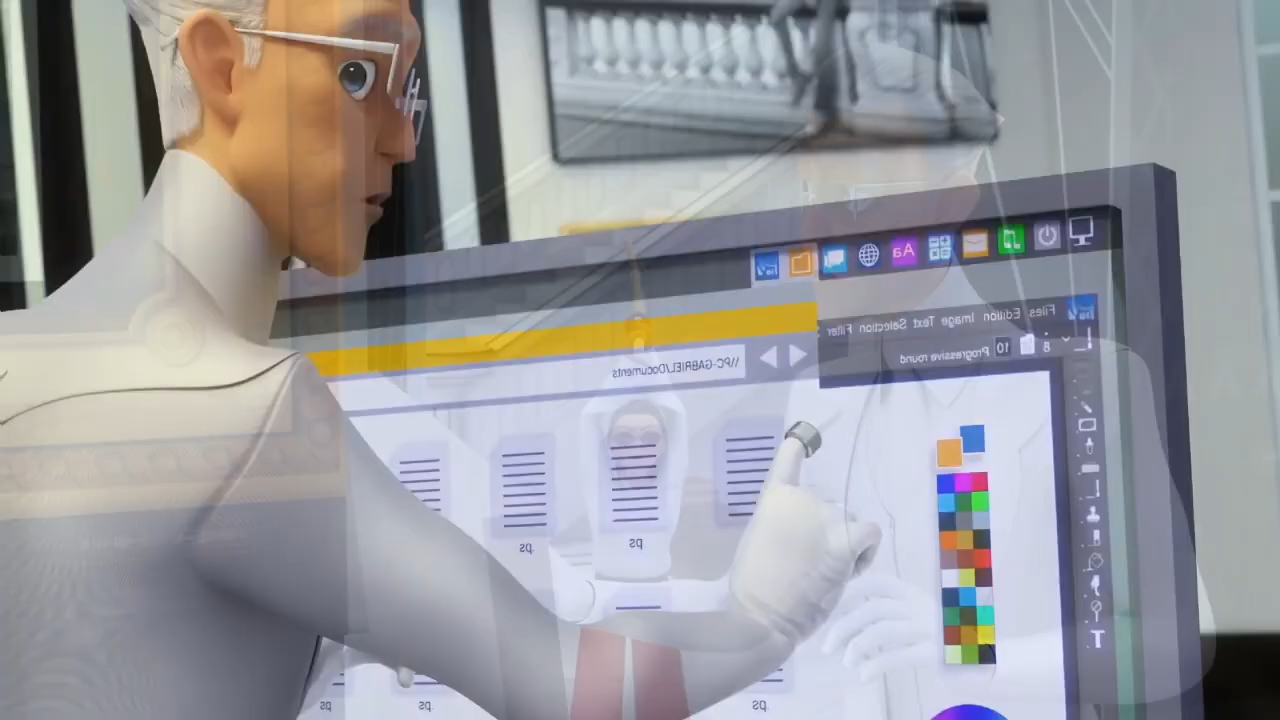 Aa
Files Edition Image Text Selection Filter
8 10 Progressive round
\\PC-GABRIEL/Documents
ps
ps
T
ps
ps
ps